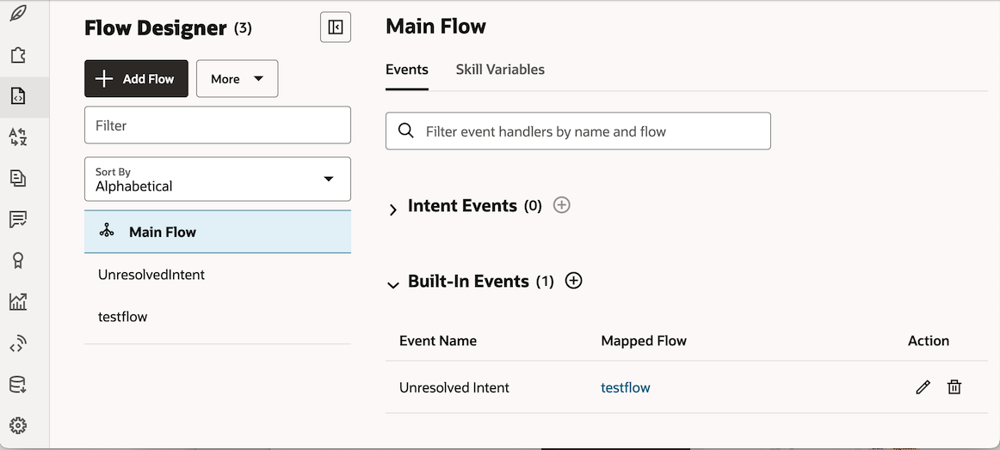 Flow Designer (3)
Add Flow
More
Filter
Sort By
Alphabetical
Main Flow
UnresolvedIntent
testflow
Main Flow
Events Skill Variables
Filter event handlers by name and flow
Intent Events (0)
Built-In Events (1)
Event Name Mapped Flow Action
Unresolved Intent testflow